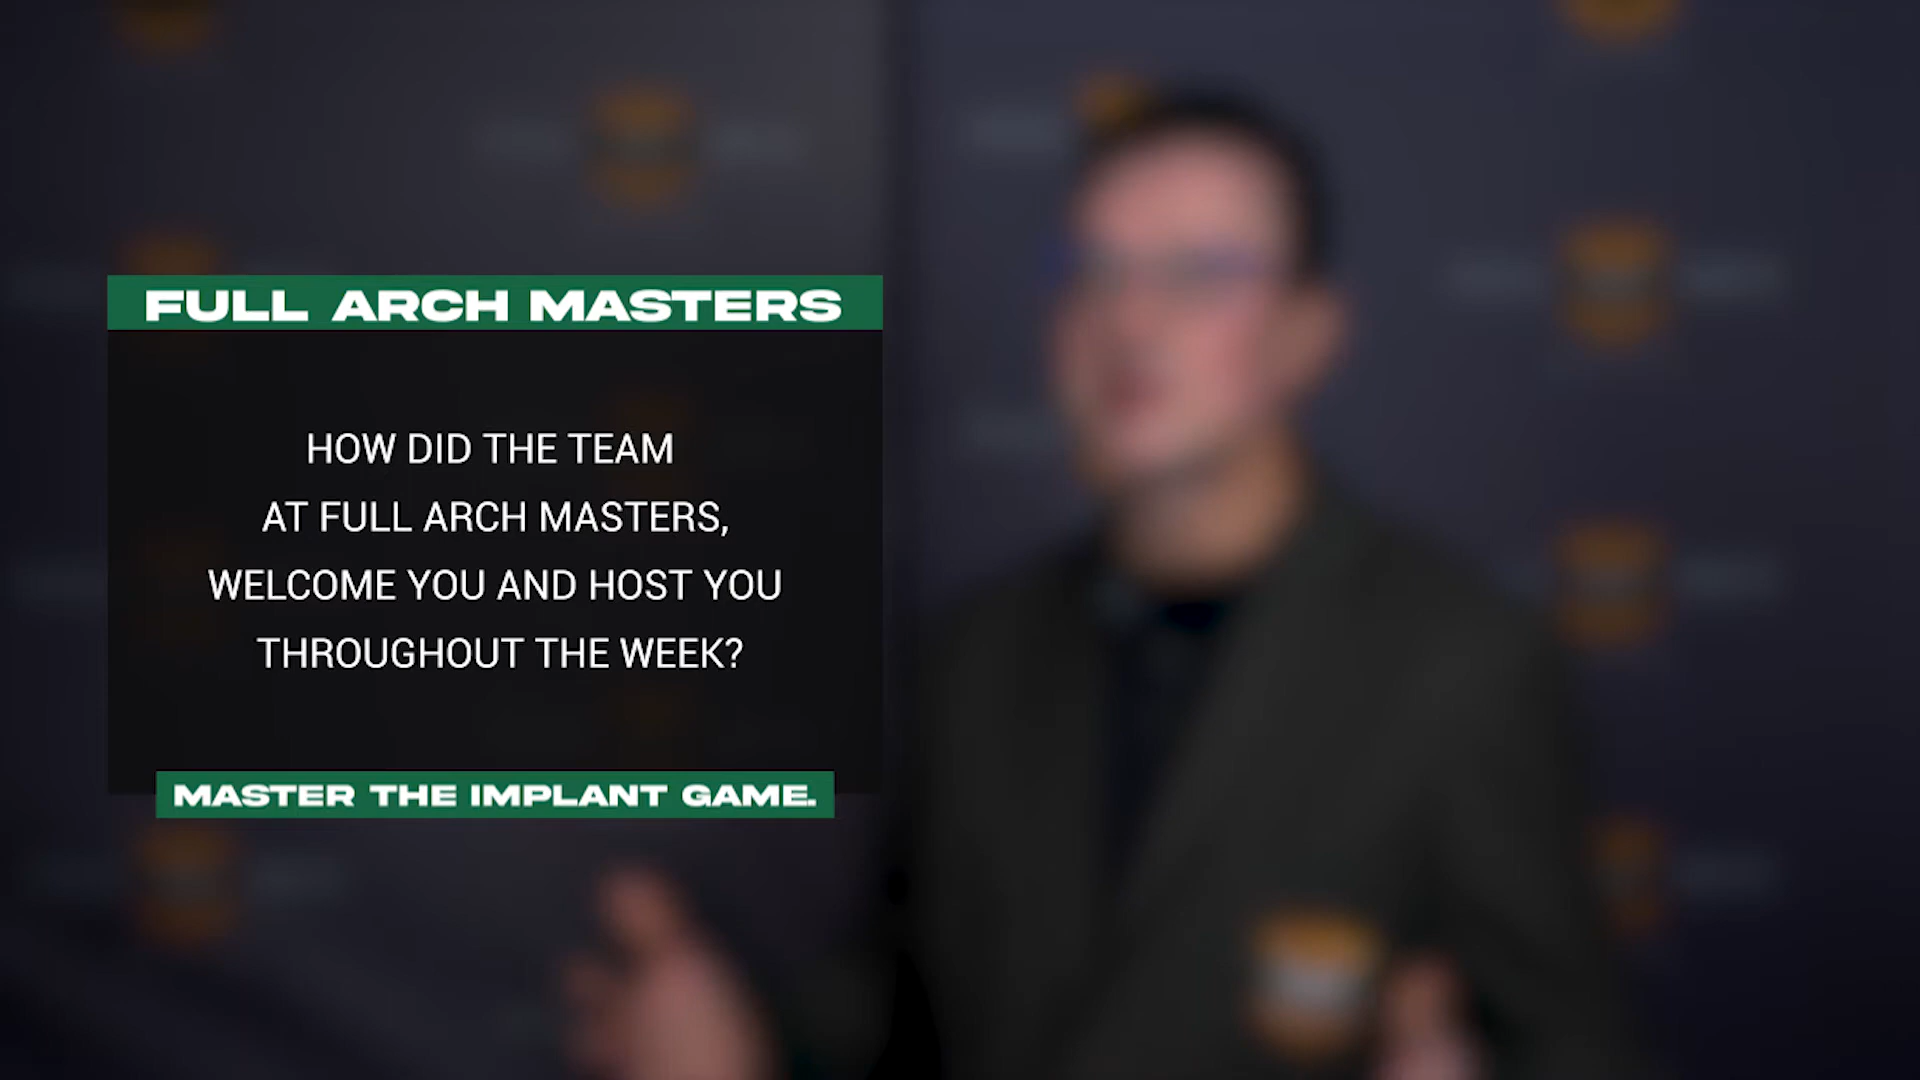 FULL ARCH MASTERS
HOW DID THE TEAM
AT FULL ARCH MASTERS,
WELCOME YOU AND HOST YOU
THROUGHOUT THE WEEK?
MASTER THE IMPLANT GAME.